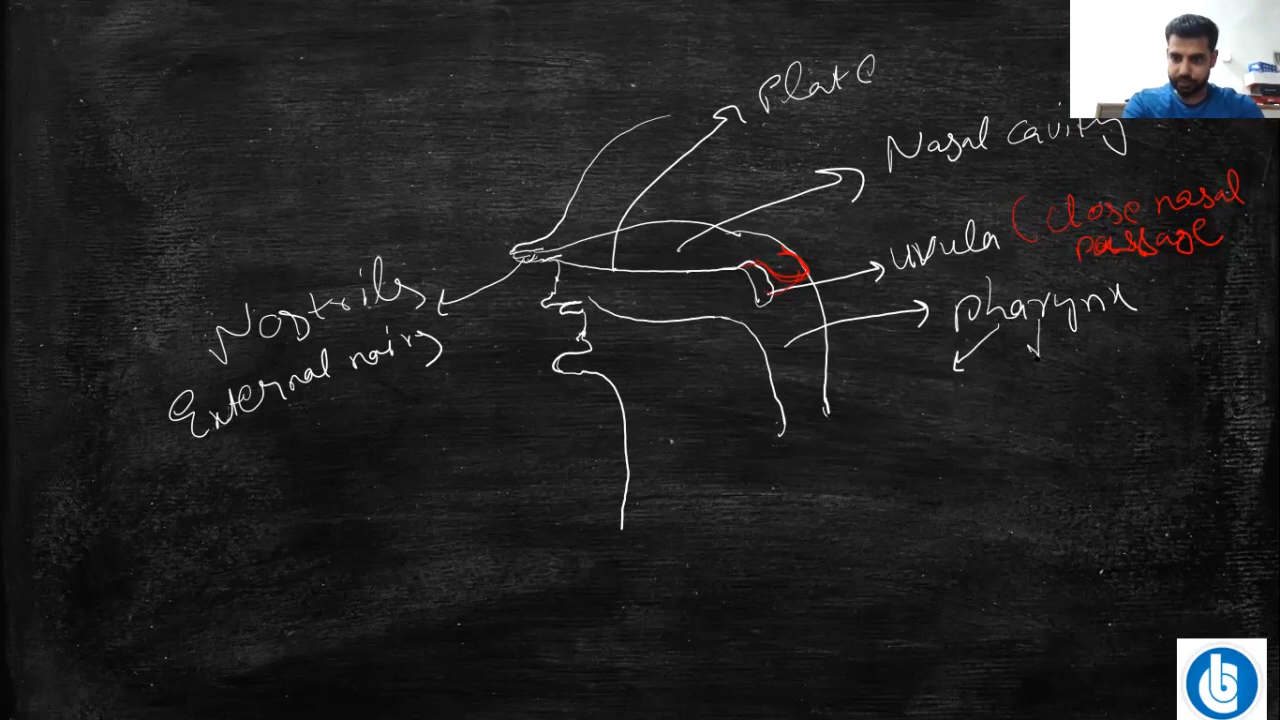 Plate
Nasal cavity
uvula (close nasal
passage
pharynx
Nostrils
External nairs